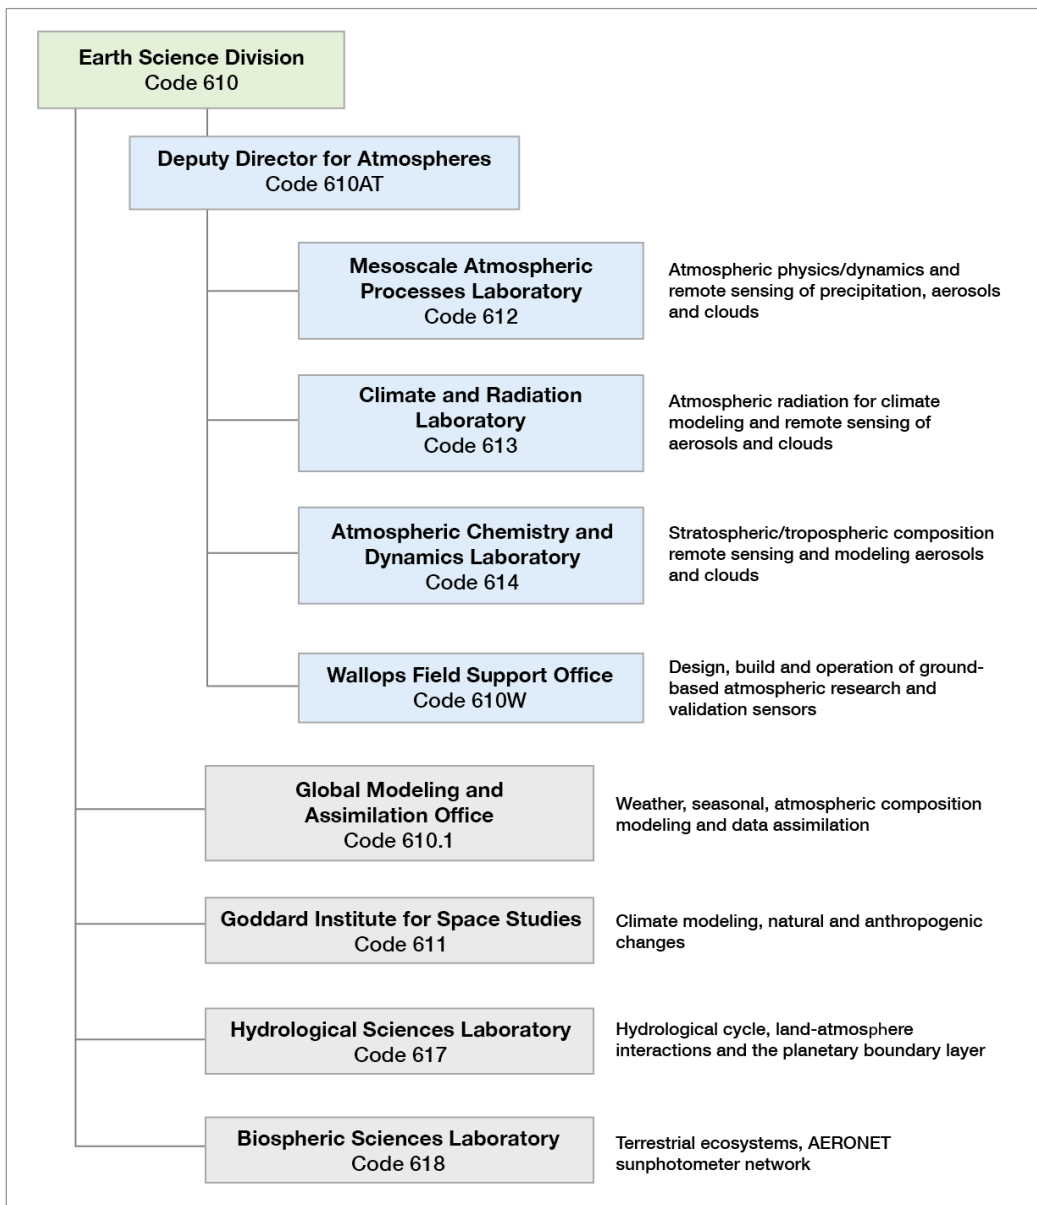 Earth Science Division
Code 610
Deputy Director for Atmospheres
Code 610AT
Mesoscale Atmospheric
Processes Laboratory
Code 612
Atmospheric physics/dynamics and
remote sensing of precipitation, aerosols
and clouds
Climate and Radiation
Laboratory
Code 613
Atmospheric radiation for climate
modeling and remote sensing of
aerosols and clouds
Atmospheric Chemistry and
Dynamics Laboratory
Code 614
Stratospheric/tropospheric composition
remote sensing and modeling aerosols
and clouds
Wallops Field Support Office
Code 610W
Design, build and operation of ground-
based atmospheric research and
validation sensors
Global Modeling and
Assimilation Office
Code 610.1
Weather, seasonal, atmospheric composition
modeling and data assimilation
Goddard Institute for Space Studies
Code 611
Climate modeling, natural and anthropogenic
changes
Hydrological Sciences Laboratory
Code 617
Hydrological cycle, land-atmosphere
interactions and the planetary boundary layer
Biospheric Sciences Laboratory
Code 618
Terrestrial ecosystems, AERONET
sunphotometer network